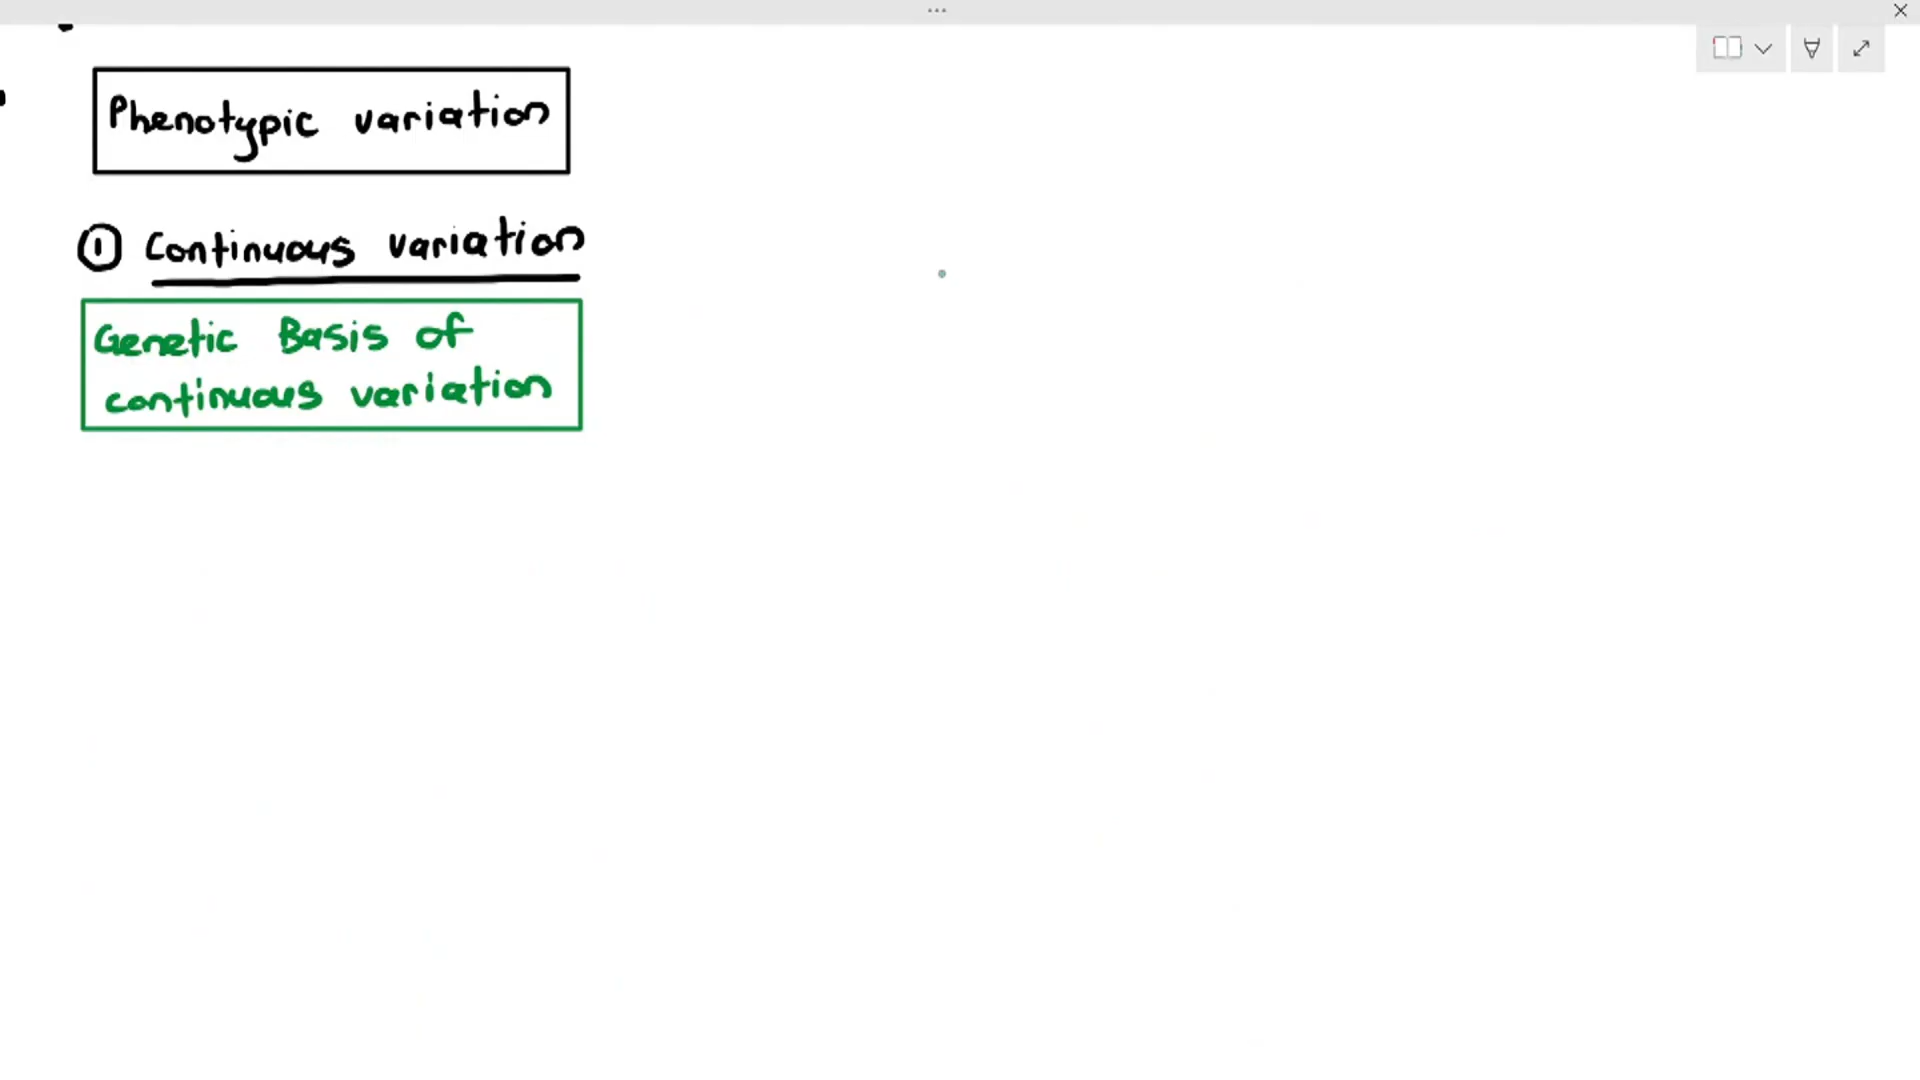 Phenotypic variation
① Continuous variation
Genetic Basis of
continuous variation